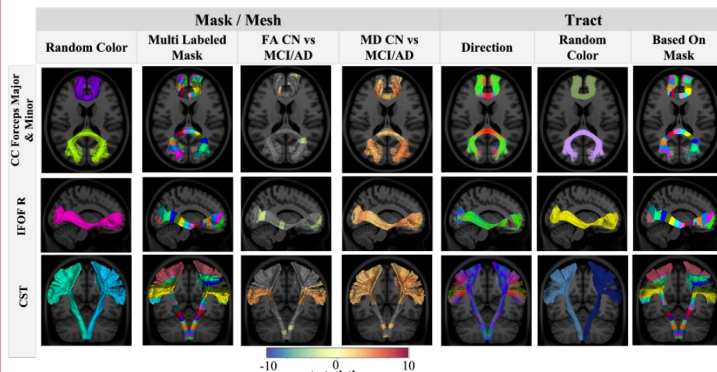 Mask / Mesh Tract
Random Color Multi Labeled Mask FA CN vs MCI/AD MD CN vs MCI/AD Direction Random Color Based On Mask
CC Forceps Major & Minor
IFOF R
CST
-10 0 10